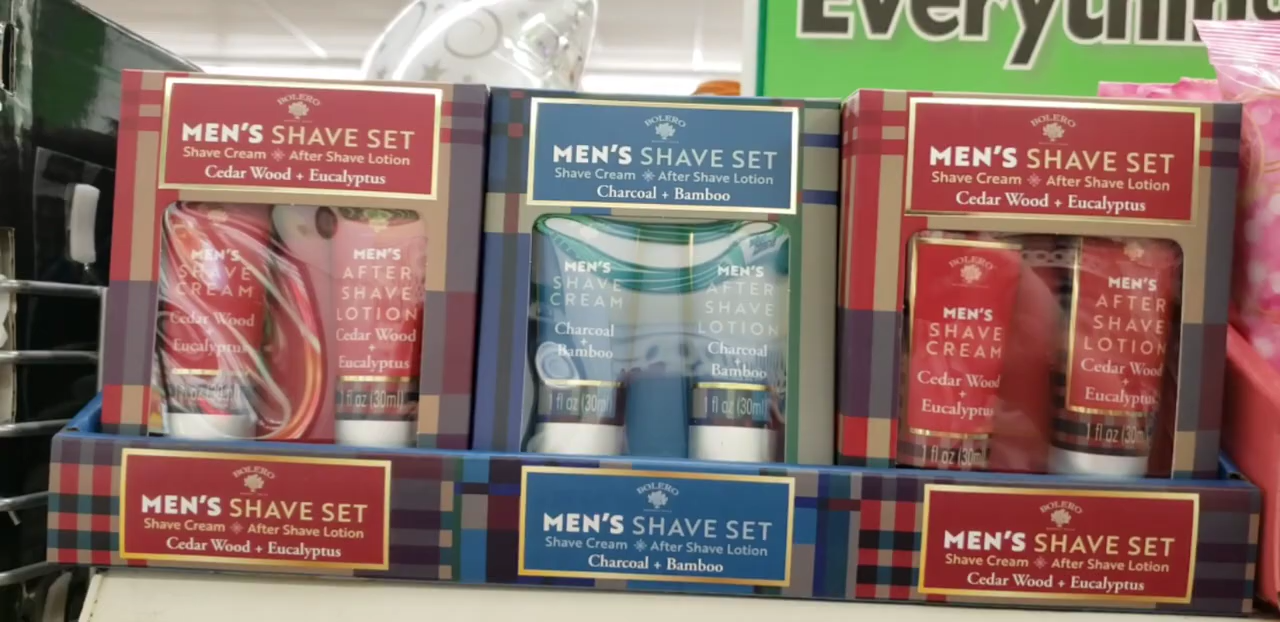 Everything
BOLERO
MEN'S SHAVE SET
Shave Cream After Shave Lotion
Cedar Wood + Eucalyptus
MEN'S
SHAVE
CREAM
Cedar Wood
+
Eucalyptus
MEN'S
AFTER
SHAVE
LOTION
Cedar Wood
+
Eucalyptus
1 fl oz (30ml)
BOLERO
MEN'S SHAVE SET
Shave Cream After Shave Lotion
Charcoal + Bamboo
MEN'S
SHAVE
CREAM
Charcoal
+
Bamboo
1 fl oz (30ml)
MEN'S
AFTER
SHAVE
LOTION
Charcoal
+
Bamboo
1 fl oz (30ml)
BOLERO
MEN'S SHAVE SET
Shave Cream After Shave Lotion
Cedar Wood + Eucalyptus
BOLERO
MEN'S
SHAVE
CREAM
Cedar Wood
+
Eucalyptus
1 fl oz (30ml)
MEN'S
AFTER
SHAVE
LOTION
Cedar Wood
+
Eucalyptus
1 fl oz (30ml)
BOLERO
MEN'S SHAVE SET
Shave Cream After Shave Lotion
Cedar Wood + Eucalyptus
BOLERO
MEN'S SHAVE SET
Shave Cream After Shave Lotion
Charcoal + Bamboo
BOLERO
MEN'S SHAVE SET
Shave Cream After Shave Lotion
Cedar Wood + Eucalyptus